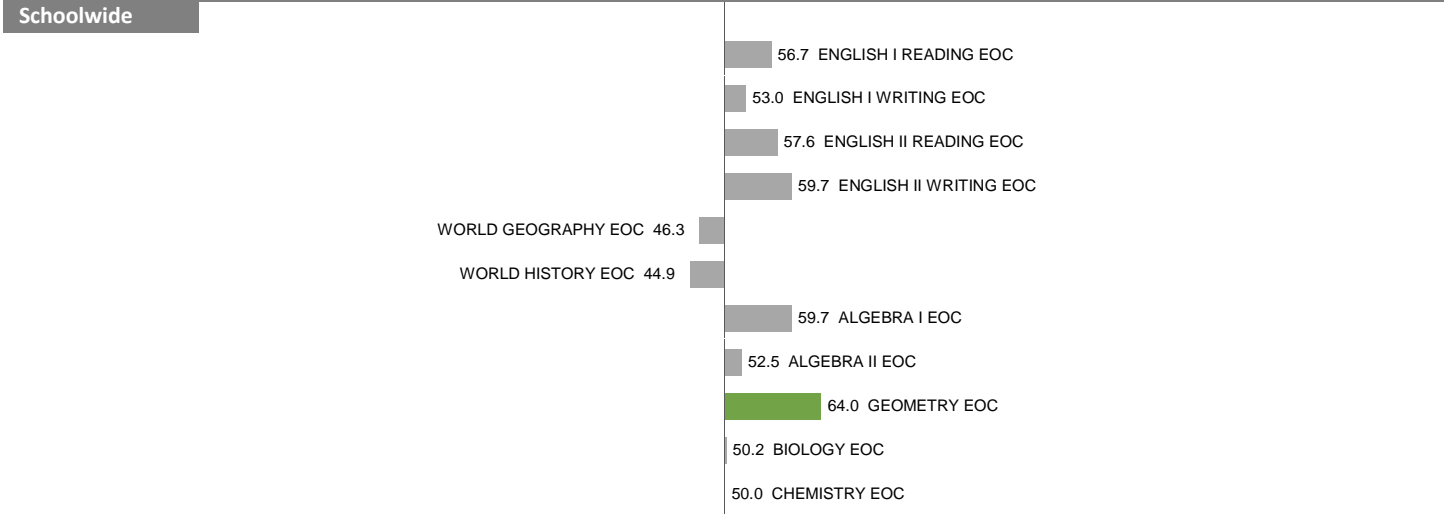 Schoolwide
56.7 ENGLISH I READING EOC
53.0 ENGLISH I WRITING EOC
57.6 ENGLISH II READING EOC
59.7 ENGLISH II WRITING EOC
WORLD GEOGRAPHY EOC 46.3
WORLD HISTORY EOC 44.9
59.7 ALGEBRA I EOC
52.5 ALGEBRA II EOC
64.0 GEOMETRY EOC
50.2 BIOLOGY EOC
50.0 CHEMISTRY EOC